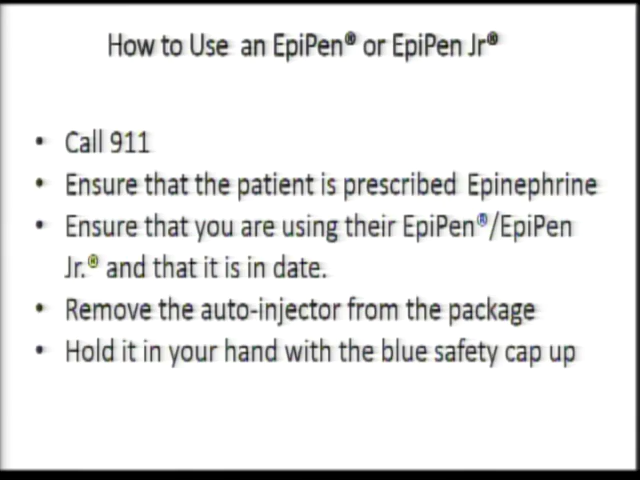 How to Use an EpiPen® or EpiPen Jr®
• Call 911
• Ensure that the patient is prescribed Epinephrine
• Ensure that you are using their EpiPen®/EpiPen
Jr.® and that it is in date.
• Remove the auto-injector from the package
• Hold it in your hand with the blue safety cap up